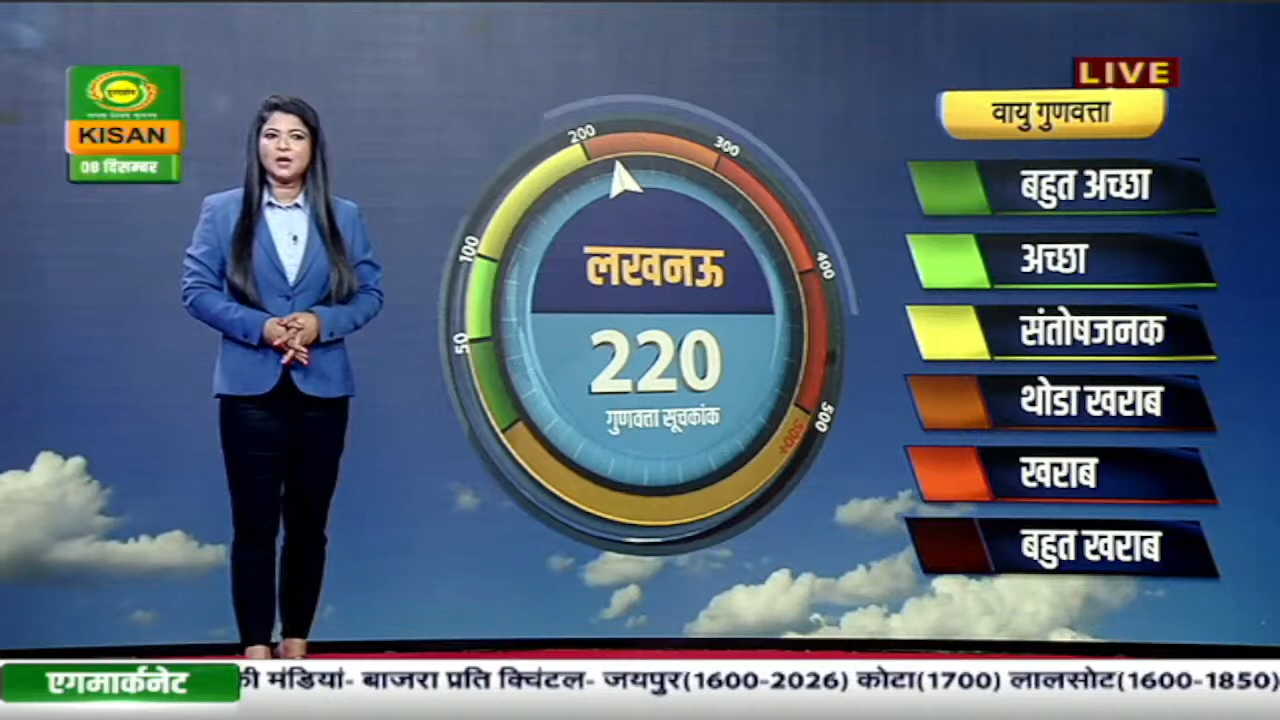 LIVE
KISAN
08 दिसम्बर
वायु गुणवत्ता
बहुत अच्छा
अच्छा
संतोषजनक
थोडा खराब
खराब
बहुत खराब
50
100
200
300
400
500
500+
लखनऊ
220
गुणवत्ता सूचकांक
एगमार्कनेट
की मंडियां- बाजरा प्रति क्विंटल- जयपुर(1600-2026) कोटा(1700) लालसोट(1600-1850)